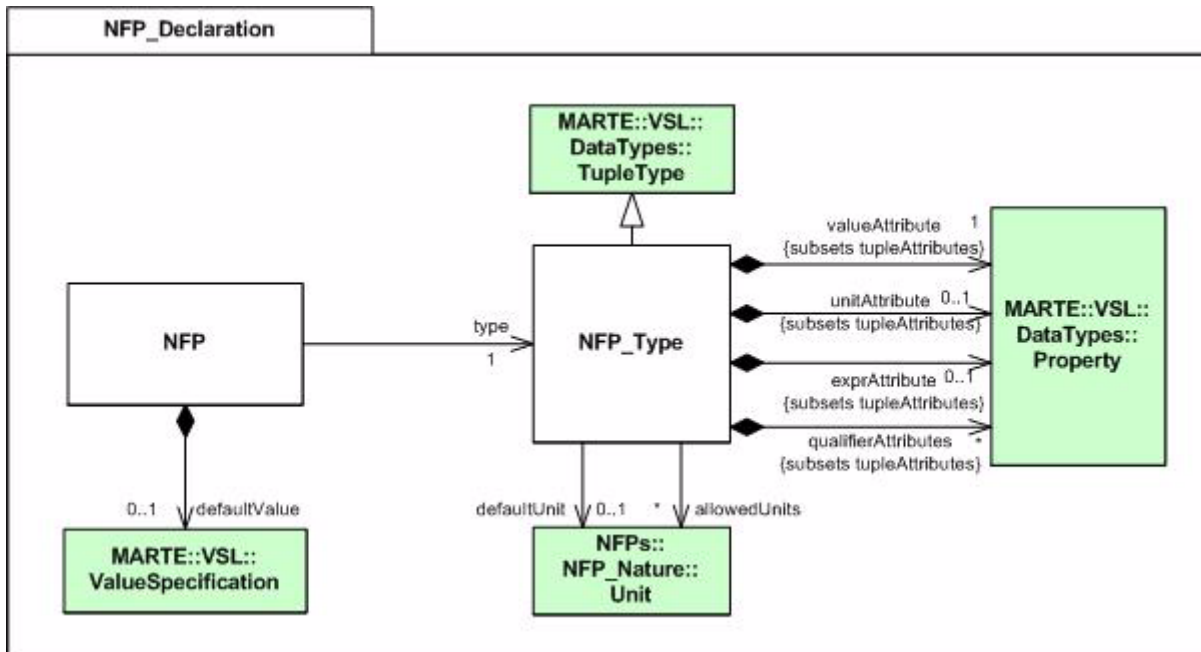 NFP_Declaration
MARTE::VSL::
DataTypes::
TupleType
valueAttribute 1
{subsets tupleAttributes}
unitAttribute 0..1
{subsets tupleAttributes}
MARTE::VSL::
DataTypes::
Property
NFP
type
1
NFP_Type
exprAttribute 0..1
{subsets tupleAttributes}
qualifierAttributes *
{subsets tupleAttributes}
0..1 defaultValue
defaultUnit 0..1 * allowedUnits
MARTE::VSL::
ValueSpecification
NFPs::
NFP_Nature::
Unit